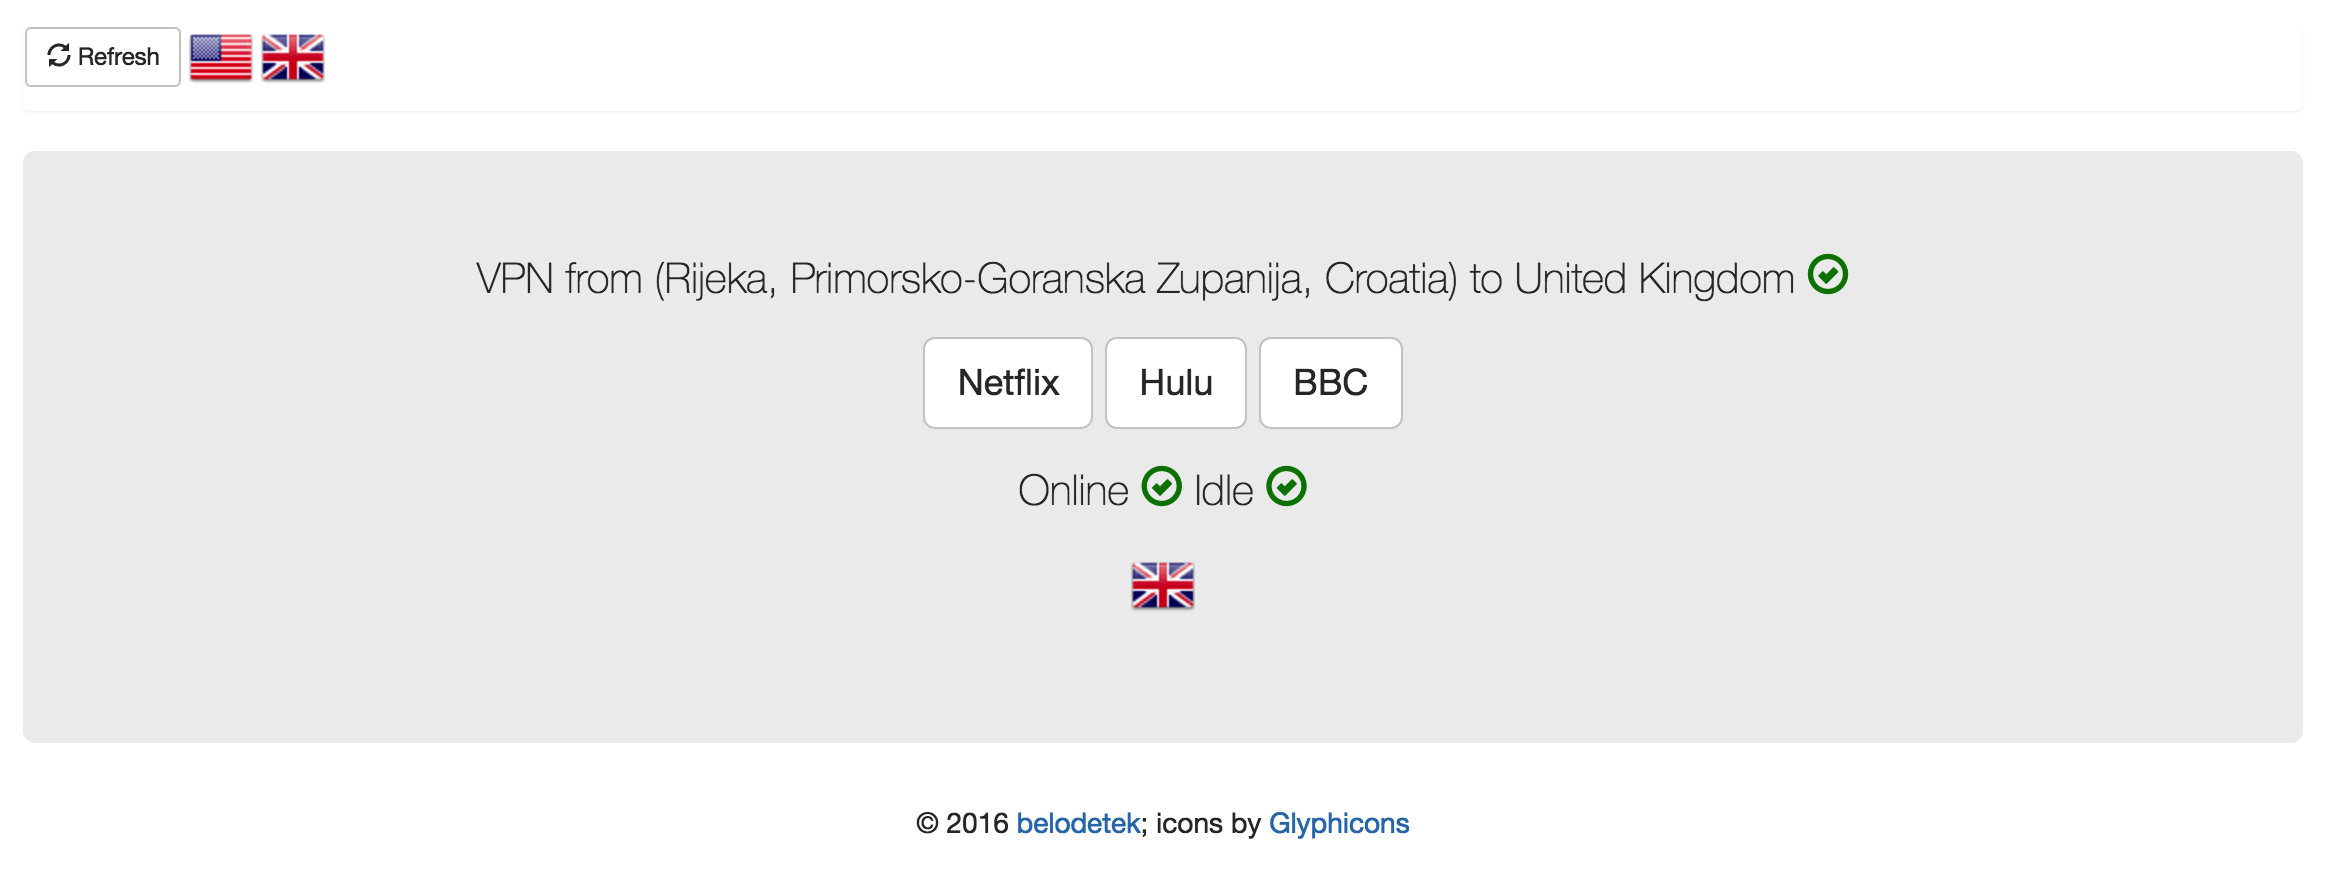 Refresh
VPN from (Rijeka, Primorsko-Goranska Zupanija, Croatia) to United Kingdom
Netflix Hulu BBC
Online Idle
© 2016 belodetek; icons by Glyphicons